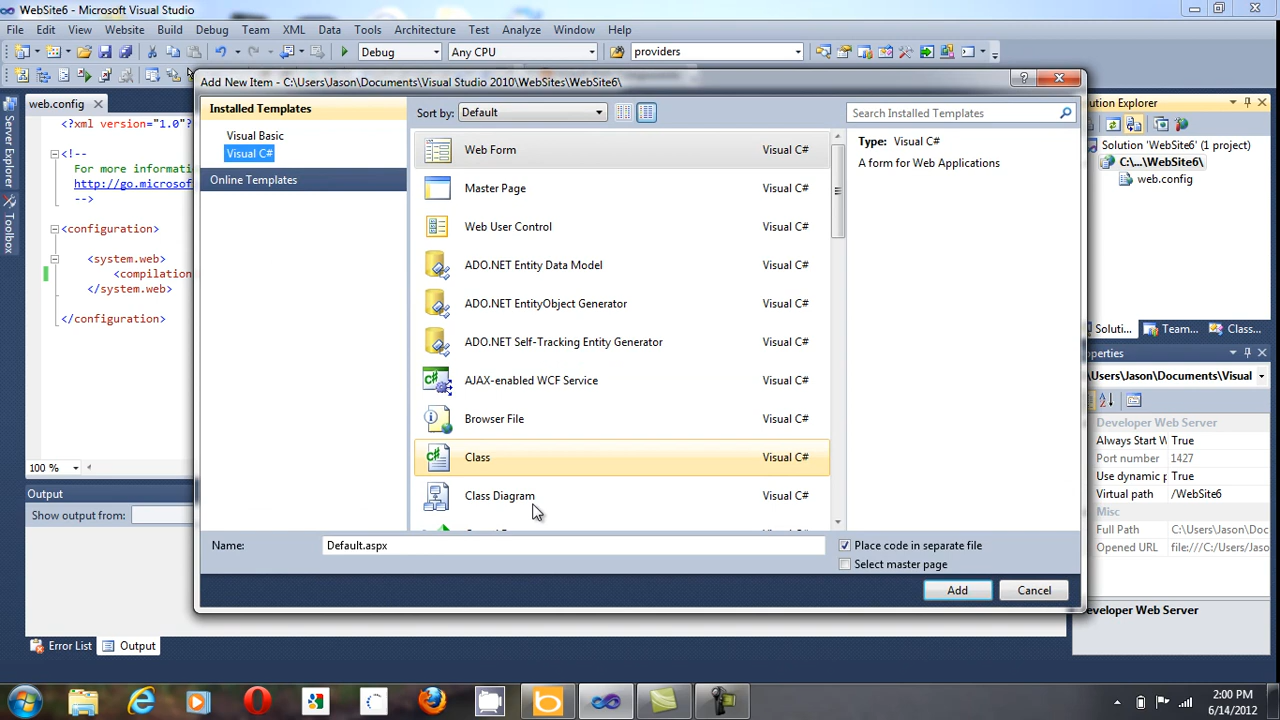 WebSite6 - Microsoft Visual Studio
File Edit View Website Build Debug Team XML Data Tools Architecture Test Analyze Window Help
Debug Any CPU providers
Add New Item - C:\Users\Jason\Documents\Visual Studio 2010\WebSites\WebSite6\
Server Explorer
Toolbox
web.config
<?xml version="1.0"?
<!--
For more informati
http://go.microsof
-->
<configuration>
<system.web>
<compilation
</system.web>
</configuration>
100 %
Installed Templates
Visual Basic
Visual C#
Online Templates
Sort by: Default
Search Installed Templates
Web Form Visual C#
Master Page Visual C#
Web User Control Visual C#
ADO.NET Entity Data Model Visual C#
ADO.NET EntityObject Generator Visual C#
ADO.NET Self-Tracking Entity Generator Visual C#
AJAX-enabled WCF Service Visual C#
Browser File Visual C#
Class Visual C#
Class Diagram Visual C#
Type: Visual C#
A form for Web Applications
Name: Default.aspx
Place code in separate file
Select master page
Add Cancel
ution Explorer
Solution 'WebSite6' (1 project)
C:\...\WebSite6\
web.config
Soluti... Team... Class...
operties
\Users\Jason\Documents\Visual
Developer Web Server
Always Start W True
Port number 1427
Use dynamic p True
Virtual path /WebSite6
Misc
Full Path C:\Users\Jason\Do
Opened URL file:///C:/Users/Jaso
eveloper Web Server
Output
Show output from:
Error List Output
2:00 PM
6/14/2012